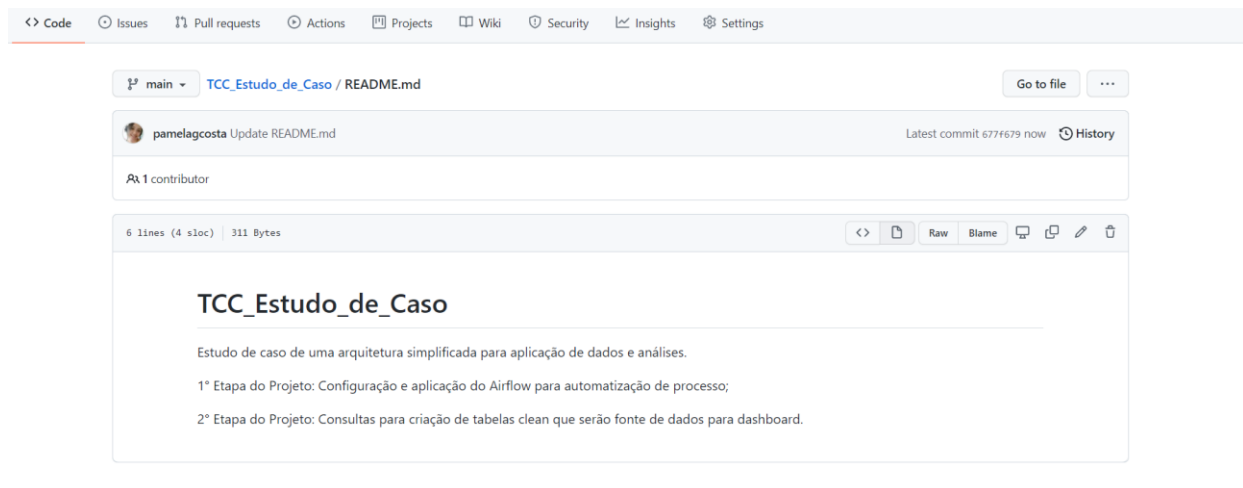 <> Code Issues Pull requests Actions Projects Wiki Security Insights Settings
main TCC_Estudo_de_Caso / README.md Go to file ...
pamelagcosta Update README.md Latest commit 677f679 now History
1 contributor
6 lines (4 sloc) 311 Bytes <> Raw Blame
TCC_Estudo_de_Caso
Estudo de caso de uma arquitetura simplificada para aplicação de dados e análises.
1° Etapa do Projeto: Configuração e aplicação do Airflow para automatização de processo;
2° Etapa do Projeto: Consultas para criação de tabelas clean que serão fonte de dados para dashboard.